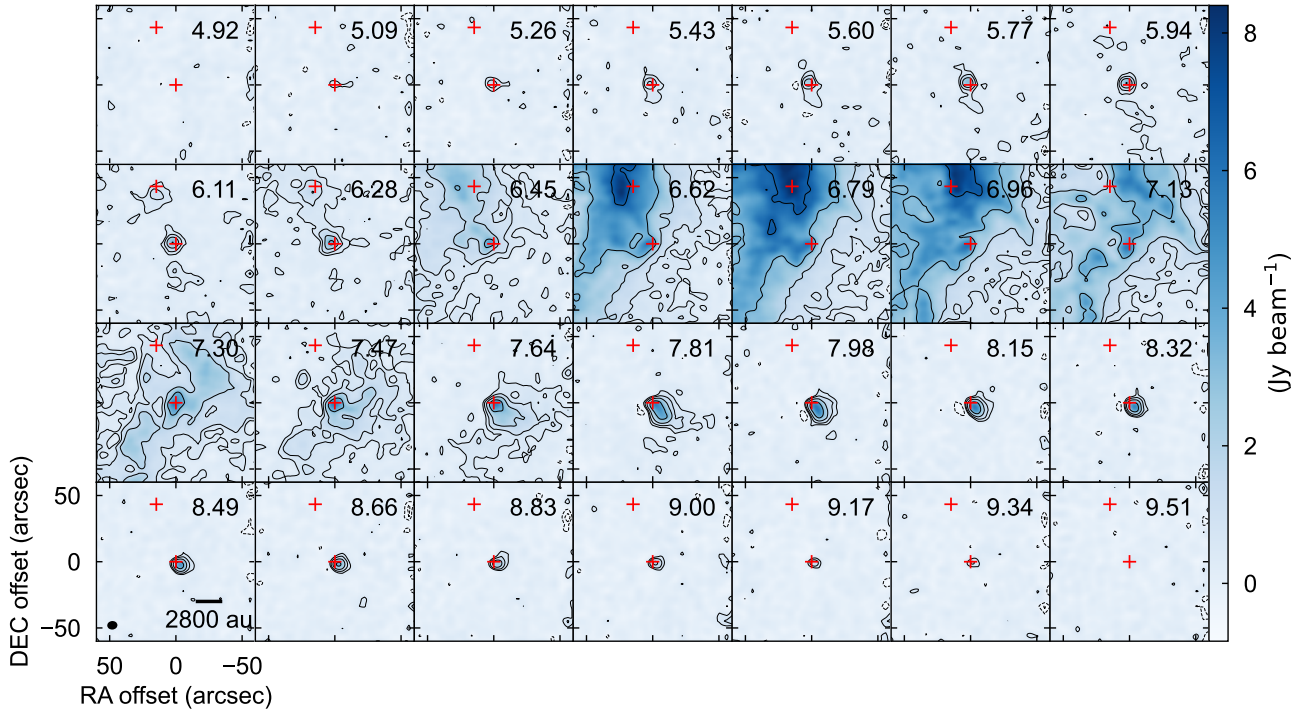 4.92 5.09 5.26 5.43 5.60 5.77 5.94
6.11 6.28 6.45 6.62 6.79 6.96 7.13
7.30 7.47 7.64 7.81 7.98 8.15 8.32
8.49 8.66 8.83 9.00 9.17 9.34 9.51
2800 au
50
0
−50
DEC offset (arcsec)
50 0 −50
RA offset (arcsec)
8
6
4
2
0
(Jy beam⁻¹)